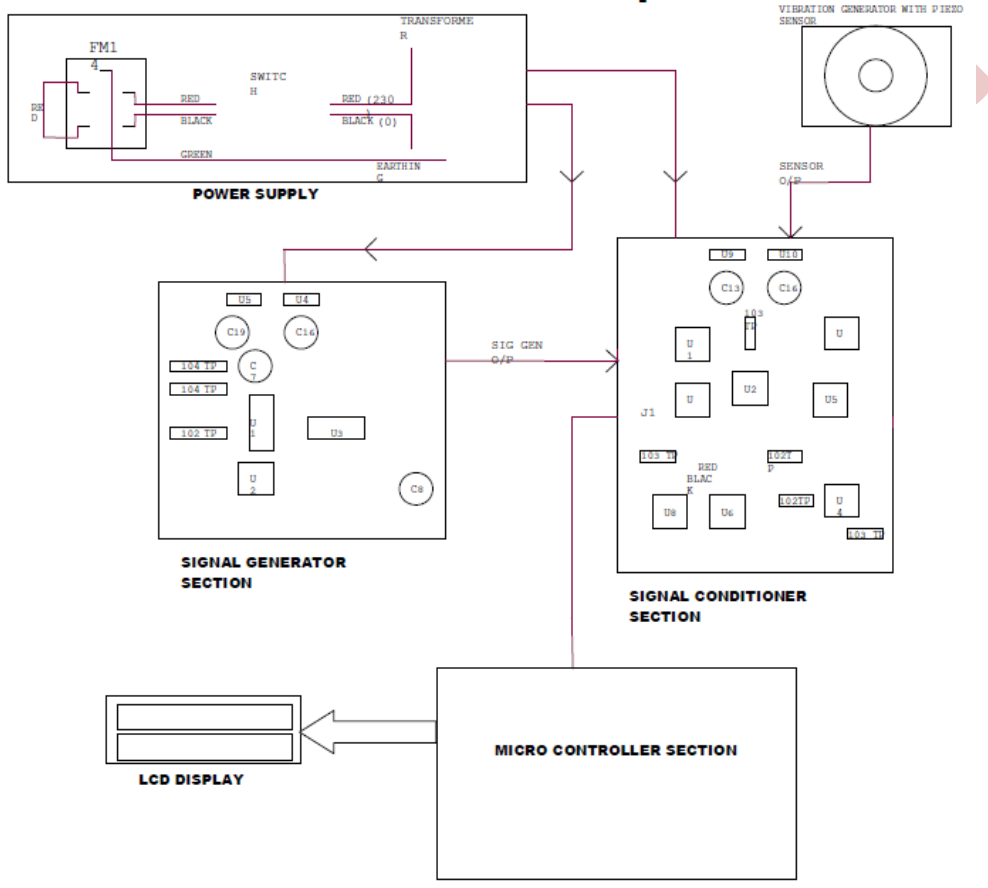 VIBRATION GENERATOR WITH PIEZO
SENSOR
TRANSFORME
R
FM1
4
SWITC
H
RE
D
RED
BLACK
RED (230
)
BLACK (0)
GREEN
EARTHIN
G
POWER SUPPLY
SENSOR
O/P
U5
U4
C19
C16
C
7
104 TP
104 TP
102 TP
U
1
U3
U
2
C8
SIGNAL GENERATOR
SECTION
SIG GEN
O/P
U9
U10
C13
C16
103
TP
U
1
U
U2
U
U5
J1
103 TP
102T
P
RED
BLAC
K
102TP
U
4
U8
U6
103 TP
SIGNAL CONDITIONER
SECTION
MICRO CONTROLLER SECTION
LCD DISPLAY